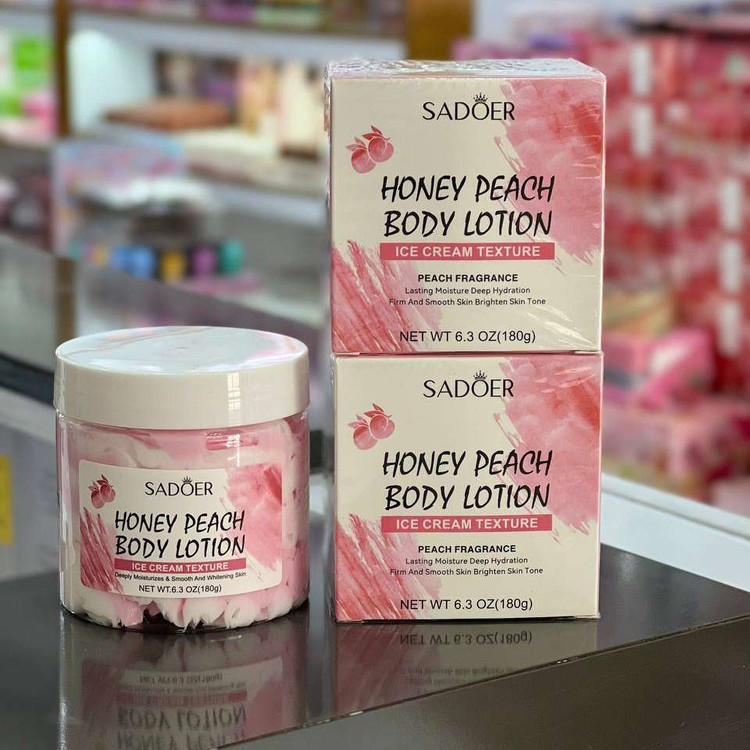 SADOER
HONEY PEACH
BODY LOTION
ICE CREAM TEXTURE
PEACH FRAGRANCE
Lasting Moisture Deep Hydration
Firm And Smooth Skin Brighten Skin Tone
NET WT 6.3 OZ(180g)
SADOER
HONEY PEACH
BODY LOTION
ICE CREAM TEXTURE
PEACH FRAGRANCE
Lasting Moisture Deep Hydration
Firm And Smooth Skin Brighten Skin Tone
NET WT 6.3 OZ(180g)
SADOER
HONEY PEACH
BODY LOTION
ICE CREAM TEXTURE
Deeply Moisturizes & Smooth And Whitening Skin
NET WT.6.3 OZ(180g)